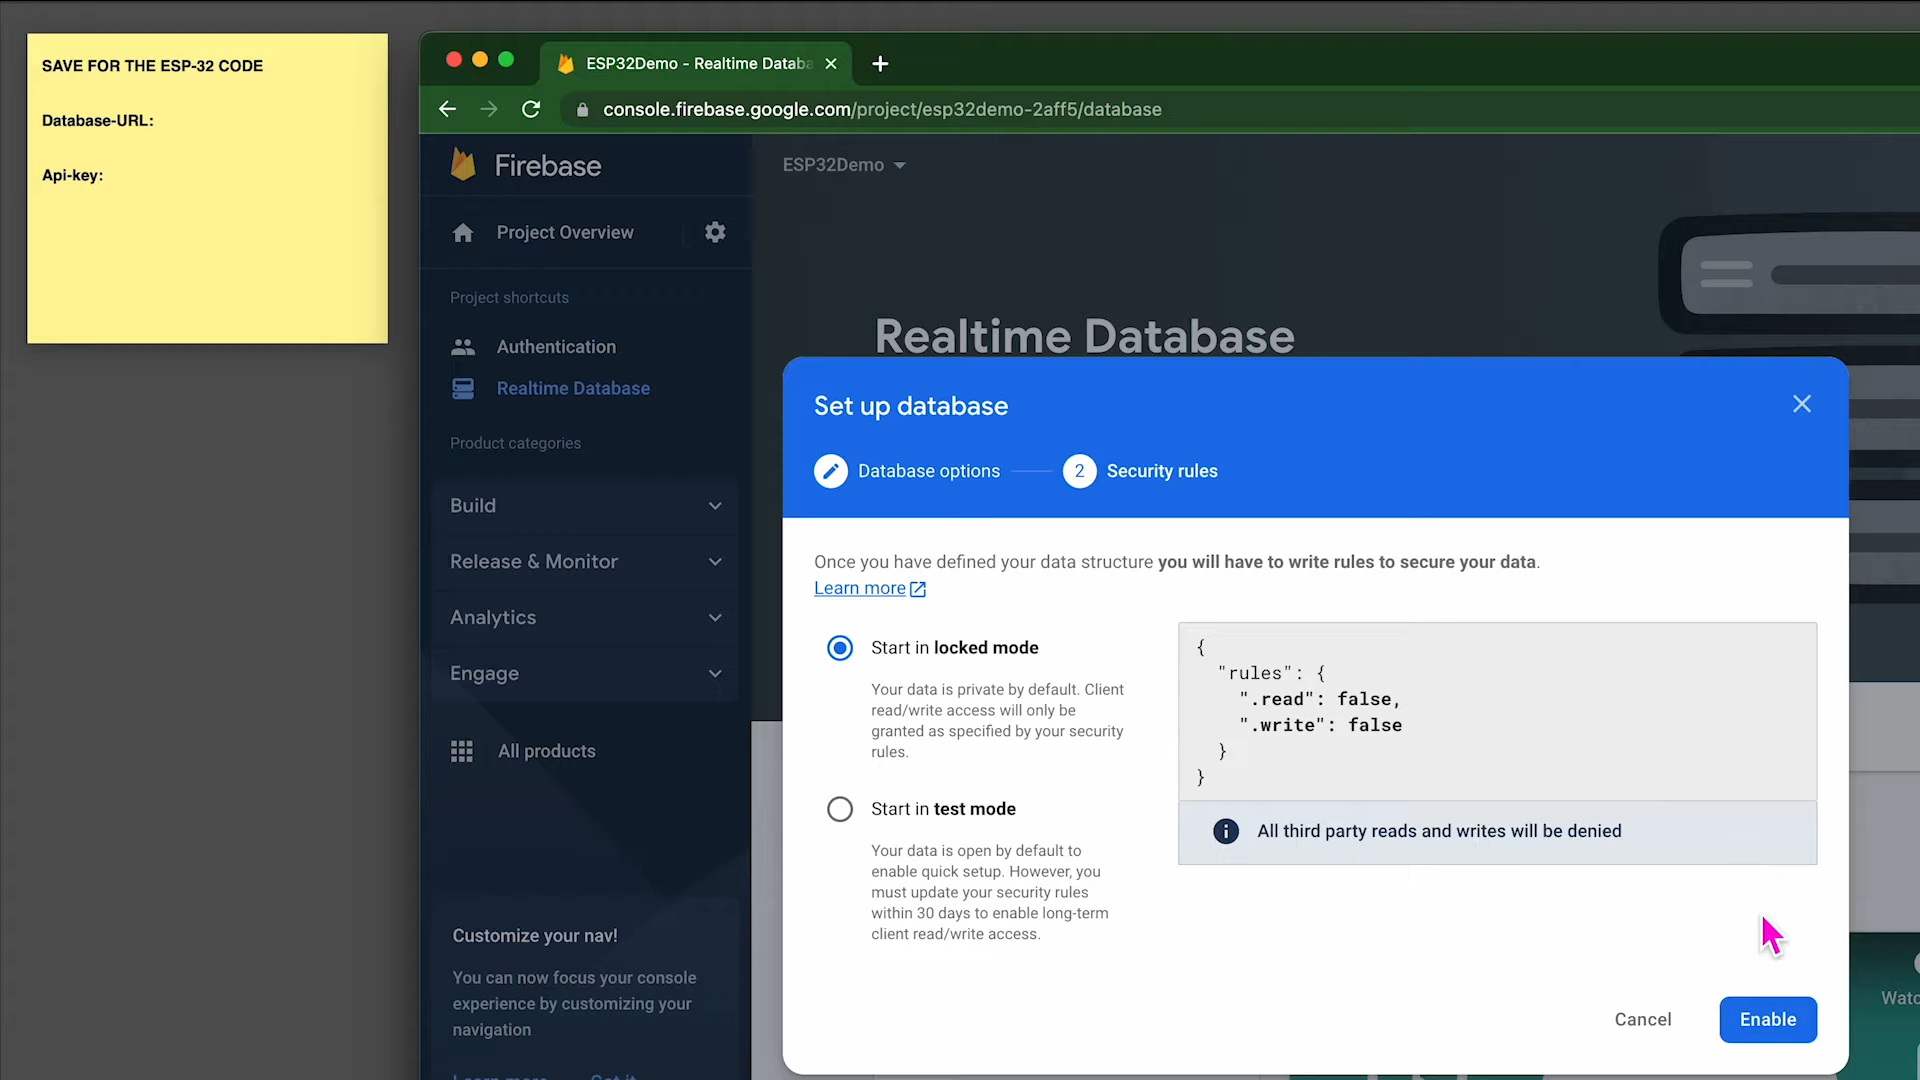 SAVE FOR THE ESP-32 CODE
Database-URL:
Api-key:
ESP32Demo - Realtime Databa
console.firebase.google.com/project/esp32demo-2aff5/database
Firebase
ESP32Demo
Project Overview
Project shortcuts
Authentication
Realtime Database
Product categories
Build
Release & Monitor
Analytics
Engage
All products
Customize your nav!
You can now focus your console
experience by customizing your
navigation
Learn more
Got it
Realtime Database
Set up database
Database options
2 Security rules
Once you have defined your data structure you will have to write rules to secure your data.
Learn more
Start in locked mode
Your data is private by default. Client
read/write access will only be
granted as specified by your security
rules.
Start in test mode
Your data is open by default to
enable quick setup. However, you
must update your security rules
within 30 days to enable long-term
client read/write access.
{
"rules": {
".read": false,
".write": false
}
}
All third party reads and writes will be denied
Cancel
Enable